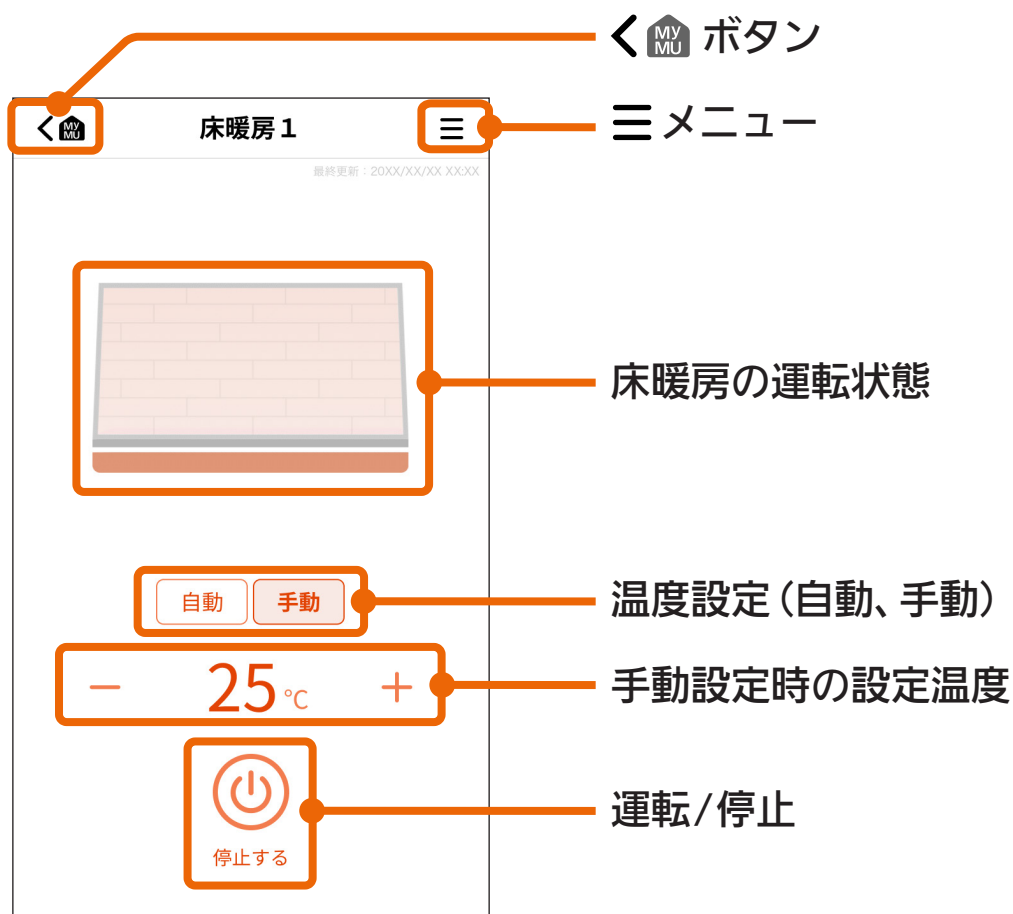 MyMU ボタン
MyMU 床暖房1
メニュー
最終更新:20XX/XX/XX XX:XX
床暖房の運転状態
自動 手動
温度設定(自動、手動)
− 25℃ +
手動設定時の設定温度
停止する
運転/停止